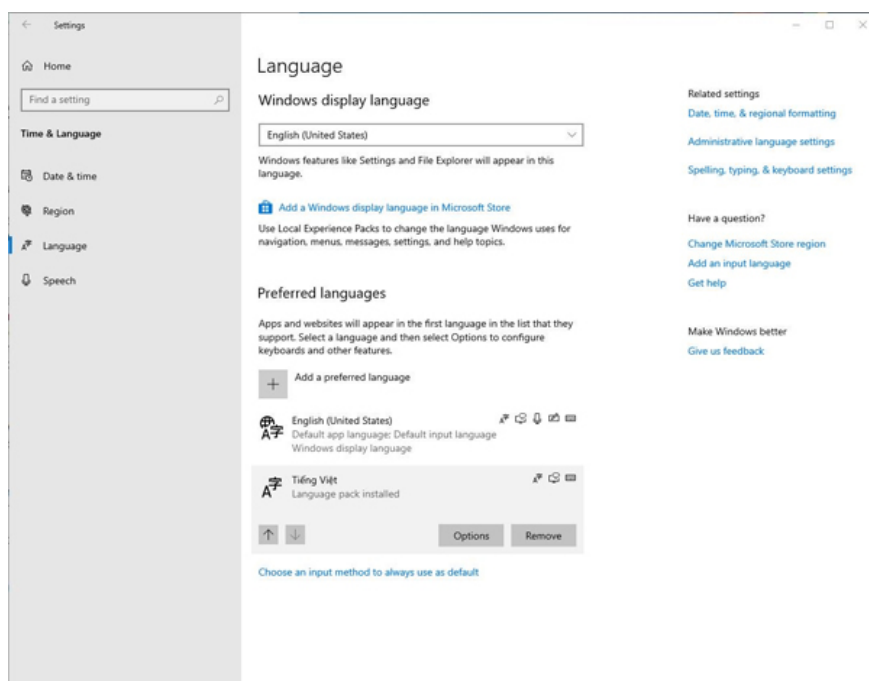 Settings
Home
Find a setting
Time & Language
Date & time
Region
Language
Speech
Language
Windows display language
English (United States)
Windows features like Settings and File Explorer will appear in this
language.
Add a Windows display language in Microsoft Store
Use Local Experience Packs to change the language Windows uses for
navigation, menus, messages, settings, and help topics.
Preferred languages
Apps and websites will appear in the first language in the list that they
support. Select a language and then select Options to configure
keyboards and other features.
Add a preferred language
English (United States)
Default app language; Default input language
Windows display language
Tiếng Việt
Language pack installed
Options
Remove
Choose an input method to always use as default
Related settings
Date, time, & regional formatting
Administrative language settings
Spelling, typing, & keyboard settings
Have a question?
Change Microsoft Store region
Add an input language
Get help
Make Windows better
Give us feedback